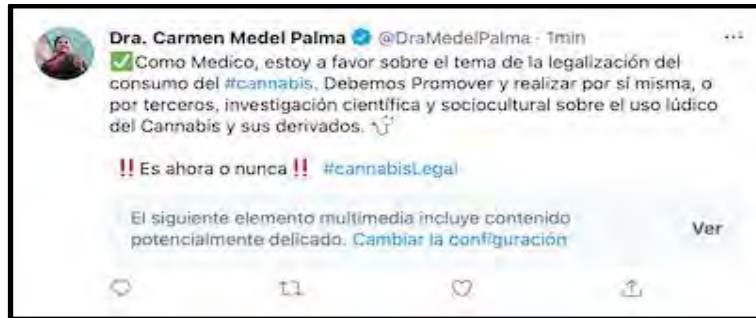 Dra. Carmen Medel Palma @DraMedelPalma · 1min
✅Como Medico, estoy a favor sobre el tema de la legalización del
consumo del #cannabis. Debemos Promover y realizar por sí misma, o
por terceros, investigación científica y sociocultural sobre el uso lúdico
del Cannabis y sus derivados. 🩺
‼️ Es ahora o nunca ‼️ #cannabisLegal
El siguiente elemento multimedia incluye contenido
potencialmente delicado. Cambiar la configuración
Ver